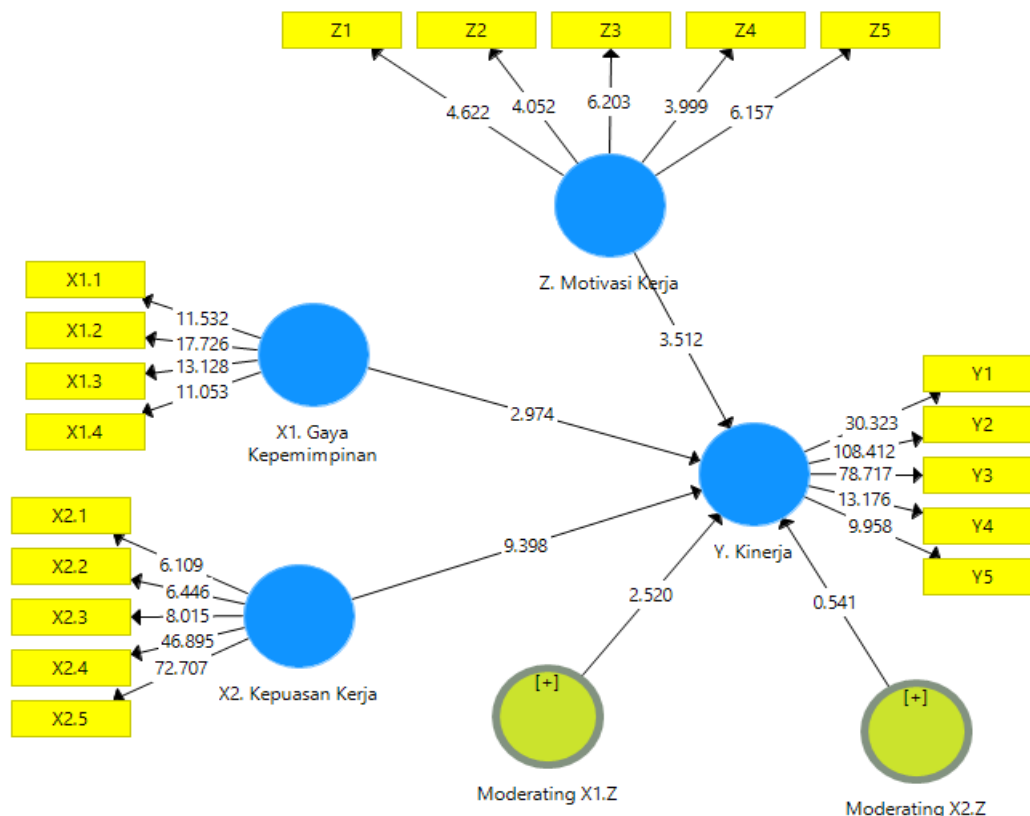 Z1
Z2
Z3
Z4
Z5
4.622
4.052
6.203
3.999
6.157
Z. Motivasi Kerja
3.512
X1.1
X1.2
X1.3
X1.4
11.532
17.726
13.128
11.053
X1. Gaya
Kepemimpinan
2.974
X2.1
X2.2
X2.3
X2.4
X2.5
6.109
6.446
8.015
46.895
72.707
X2. Kepuasan Kerja
9.398
Y1
Y2
Y3
Y4
Y5
30.323
108.412
78.717
13.176
9.958
Y. Kinerja
2.520
0.541
[+]
Moderating X1.Z
[+]
Moderating X2.Z